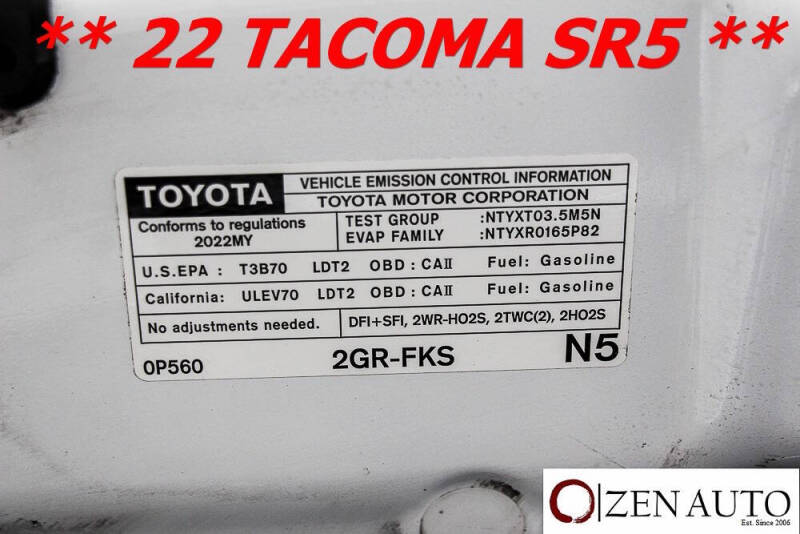 ** 22 TACOMA SR5 **
TOYOTA
VEHICLE EMISSION CONTROL INFORMATION
TOYOTA MOTOR CORPORATION
Conforms to regulations
2022MY
TEST GROUP :NTYXT03.5M5N
EVAP FAMILY :NTYXR0165P82
U.S.EPA : T3B70 LDT2 OBD : CAII Fuel: Gasoline
California: ULEV70 LDT2 OBD : CAII Fuel: Gasoline
No adjustments needed. DFI+SFI, 2WR-HO2S, 2TWC(2), 2HO2S
0P560 2GR-FKS N5
ZEN AUTO
Est. Since 2006